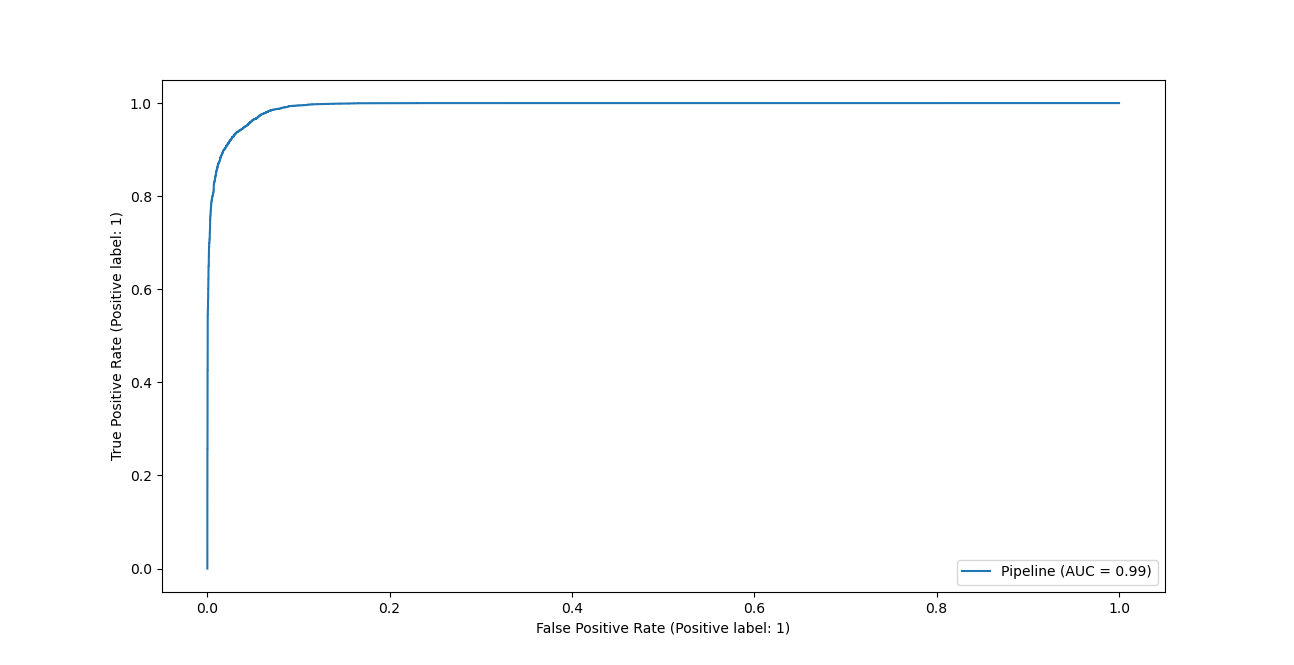 1.0
0.8
0.6
0.4
0.2
0.0
True Positive Rate (Positive label: 1)
Pipeline (AUC = 0.99)
0.0 0.2 0.4 0.6 0.8 1.0
False Positive Rate (Positive label: 1)